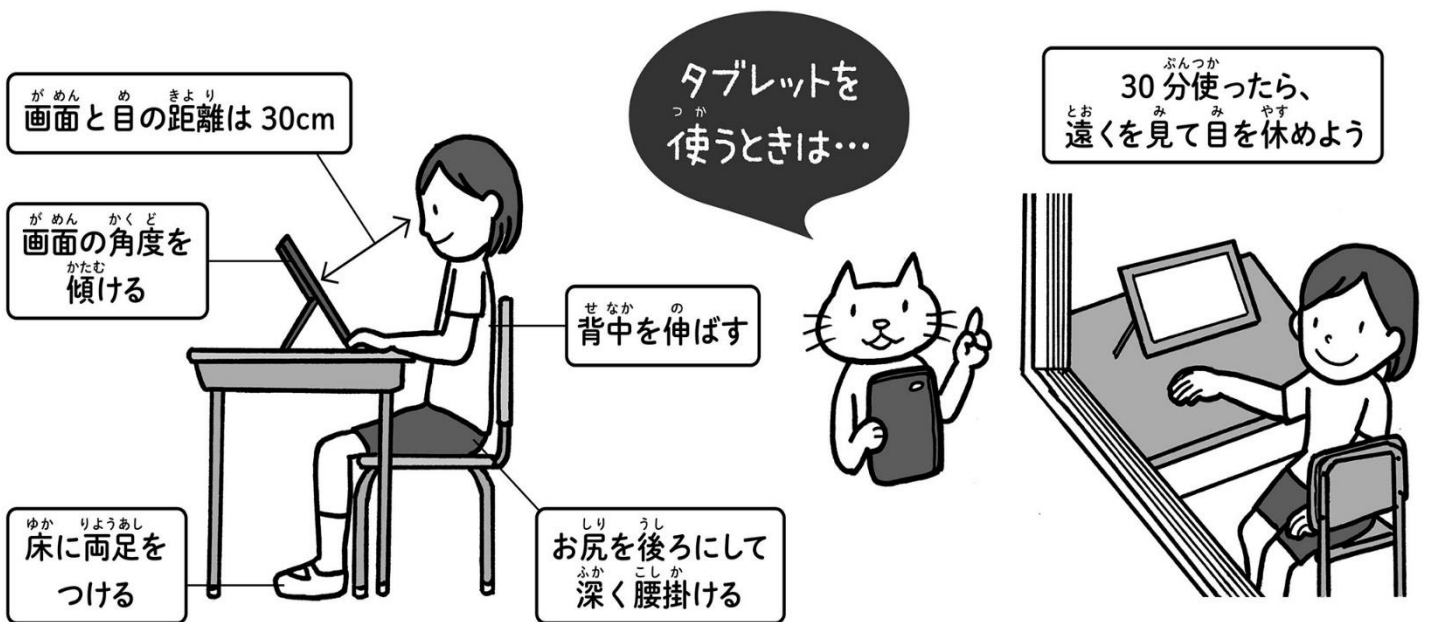 タブレットを
使うときは…
画面と目の距離は 30cm
画面の角度を
傾ける
背中を伸ばす
床に両足を
つける
お尻を後ろにして
深く腰掛ける
30 分使ったら、
遠くを見て目を休めよう